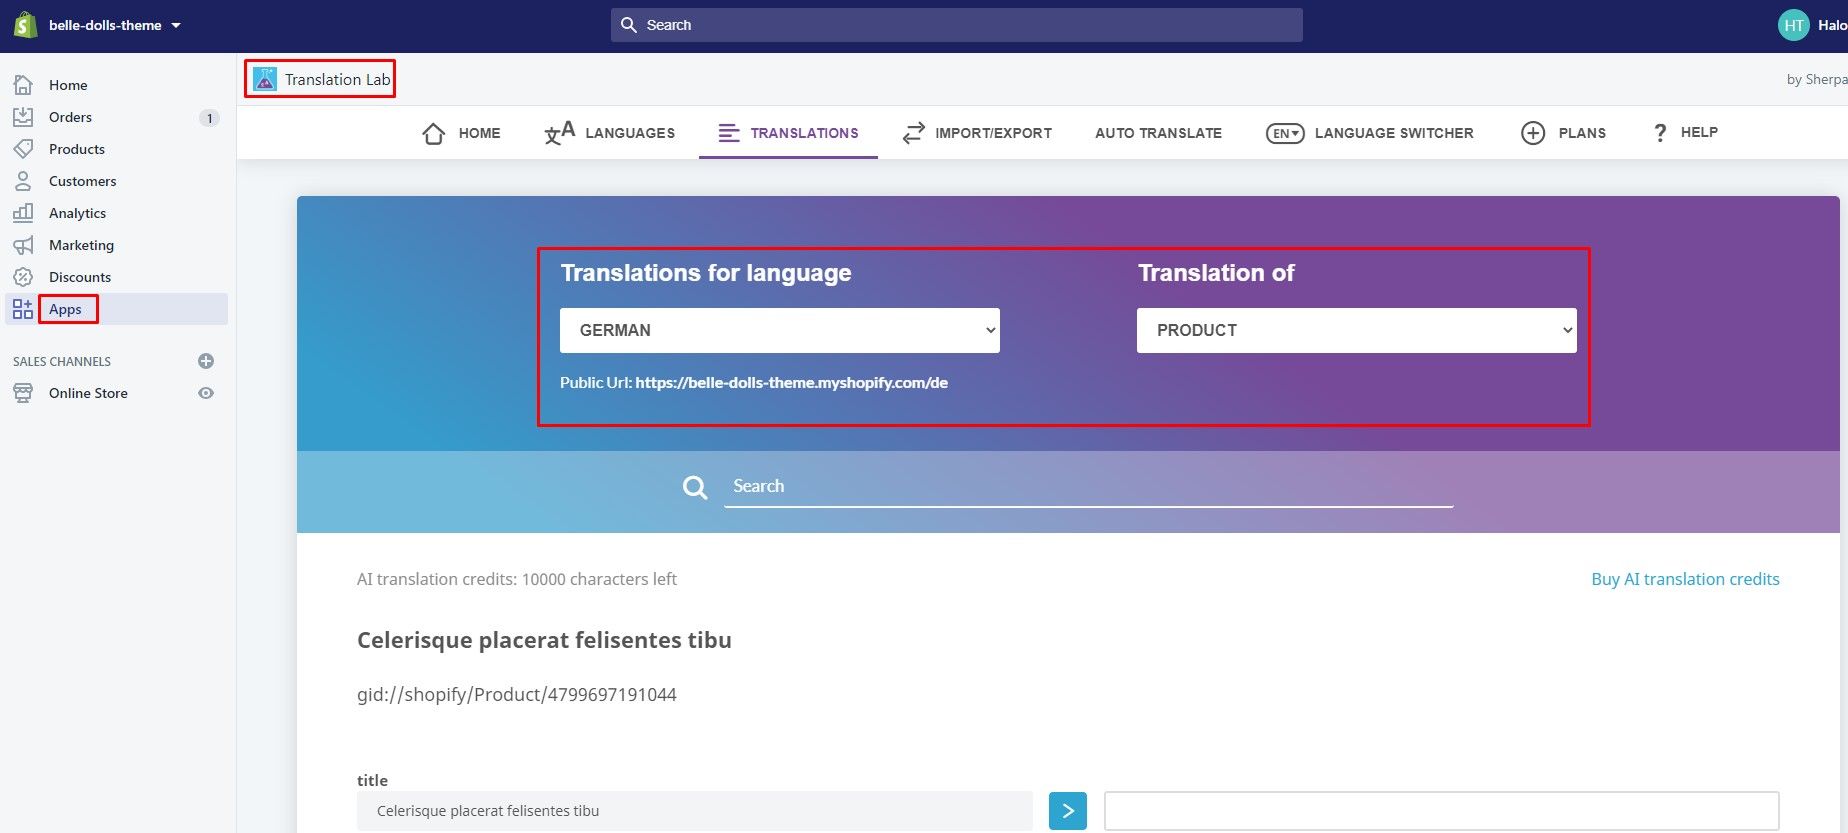 belle-dolls-theme
Search
HT
Halo
Home
Orders
1
Products
Customers
Analytics
Marketing
Discounts
Apps
SALES CHANNELS
Online Store
Translation Lab
by Sherpa
HOME
文A LANGUAGES
TRANSLATIONS
IMPORT/EXPORT
AUTO TRANSLATE
EN LANGUAGE SWITCHER
PLANS
? HELP
Translations for language
Translation of
GERMAN
PRODUCT
Public Url: https://belle-dolls-theme.myshopify.com/de
Search
AI translation credits: 10000 characters left
Buy AI translation credits
Celerisque placerat felisentes tibu
gid://shopify/Product/4799697191044
title
Celerisque placerat felisentes tibu